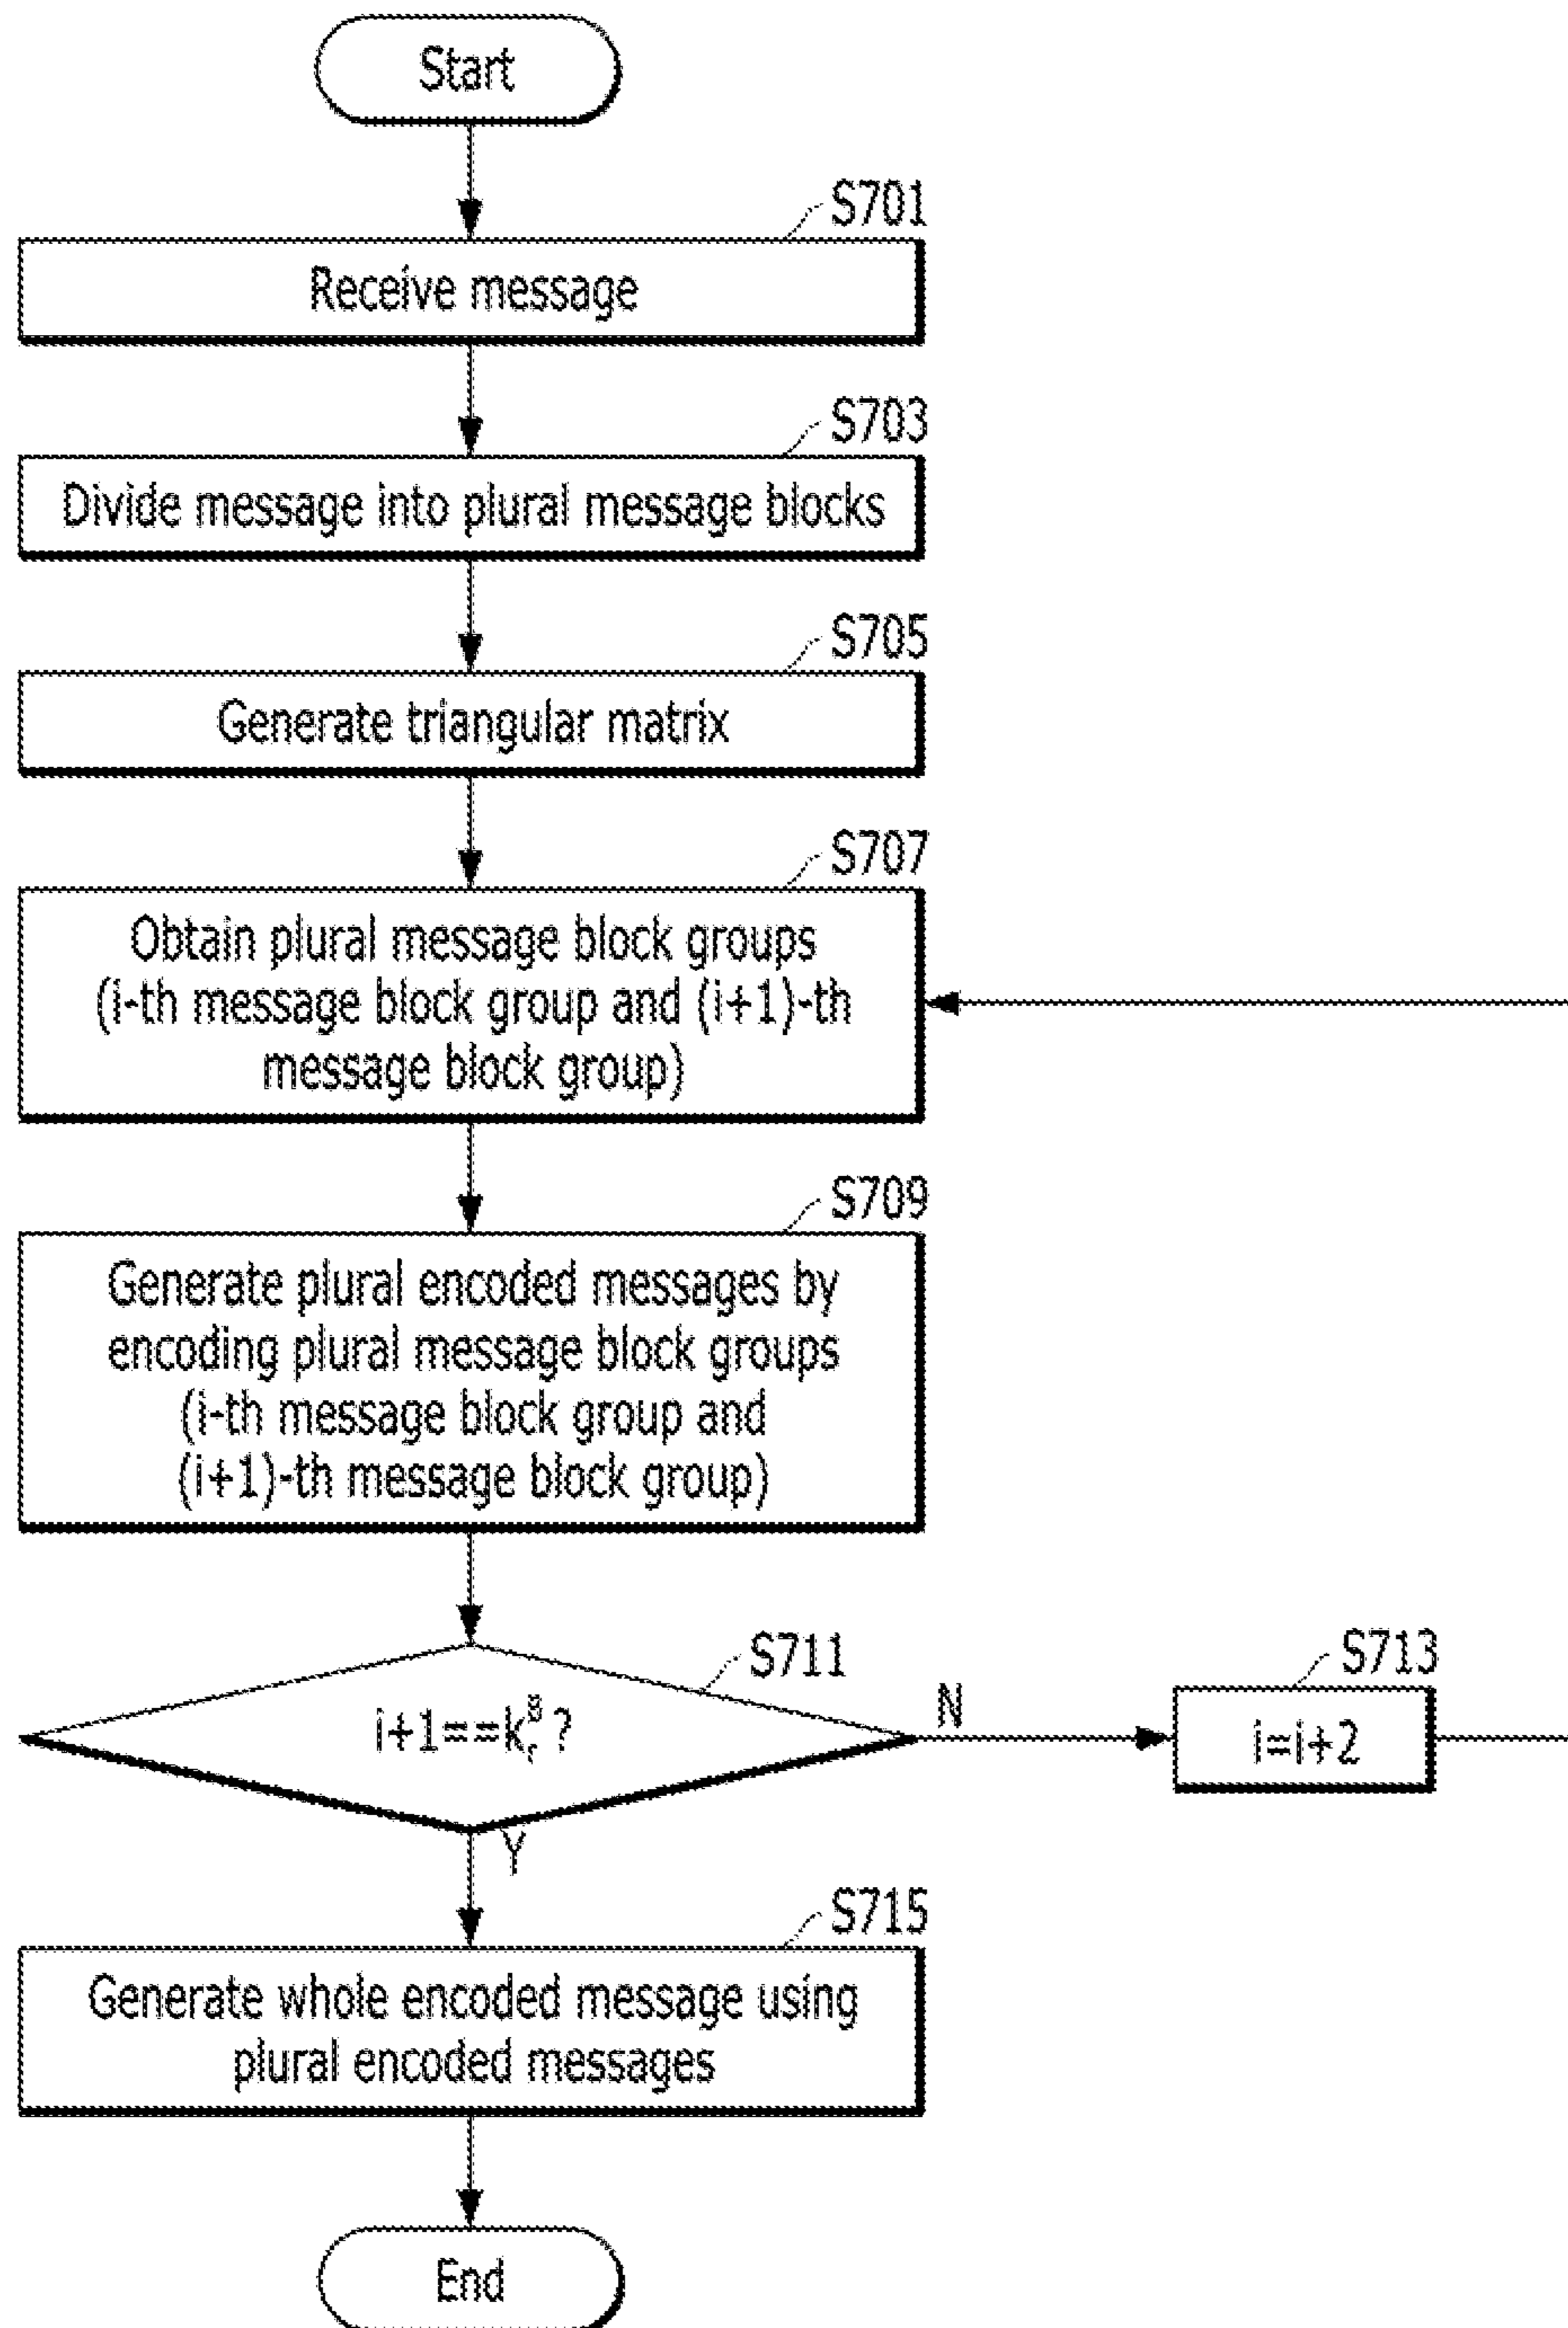 Start
S701
Receive message
S703
Divide message into plural message blocks
S705
Generate triangular matrix
S707
Obtain plural message block groups
(i-th message block group and (i+1)-th
message block group)
S709
Generate plural encoded messages by
encoding plural message block groups
(i-th message block group and
(i+1)-th message block group)
S711
i+1==k_r^B?
N
S713
i=i+2
Y
S715
Generate whole encoded message using
plural encoded messages
End